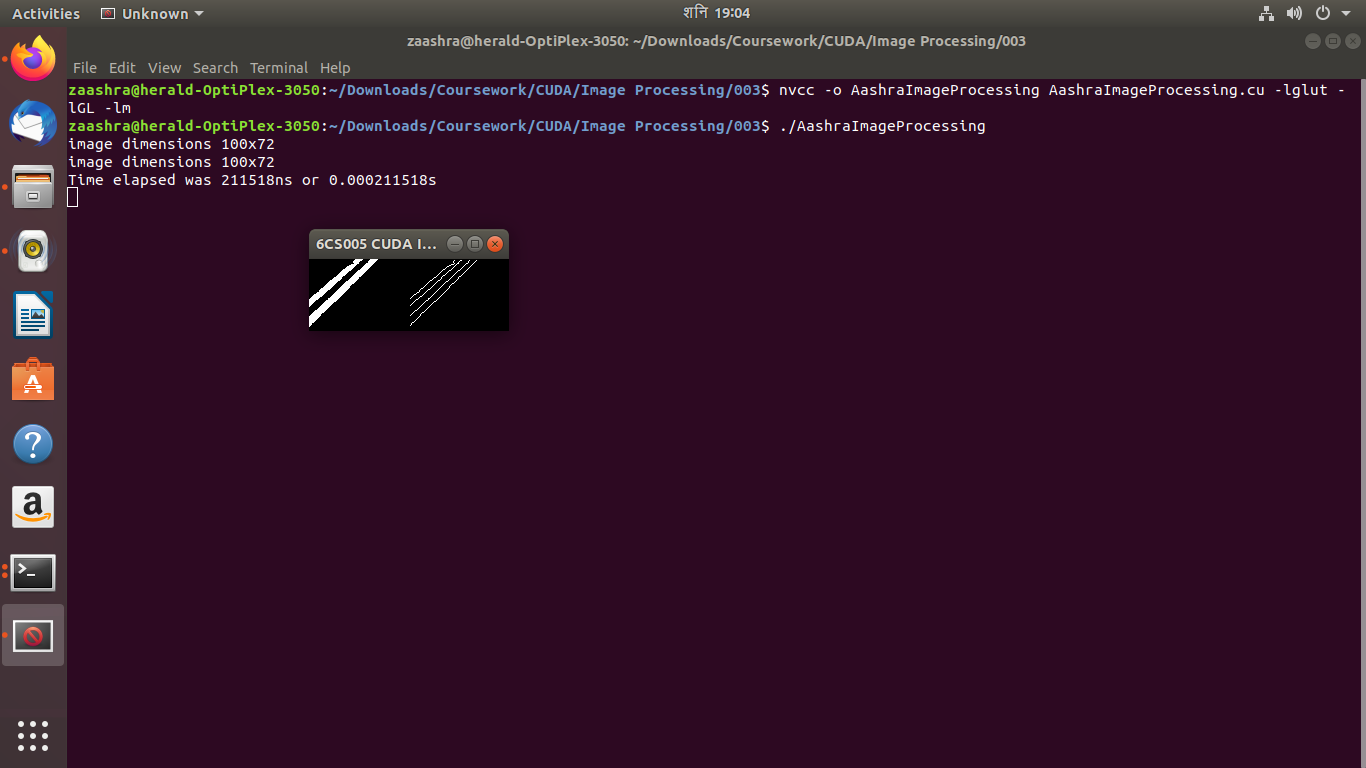 Activities Unknown शनि 19:04
zaashra@herald-OptiPlex-3050: ~/Downloads/Coursework/CUDA/Image Processing/003
File Edit View Search Terminal Help
zaashra@herald-OptiPlex-3050:~/Downloads/Coursework/CUDA/Image Processing/003$ nvcc -o AashraImageProcessing AashraImageProcessing.cu -lglut -
lGL -lm
zaashra@herald-OptiPlex-3050:~/Downloads/Coursework/CUDA/Image Processing/003$ ./AashraImageProcessing
image dimensions 100x72
image dimensions 100x72
Time elapsed was 211518ns or 0.000211518s
6CS005 CUDA I...